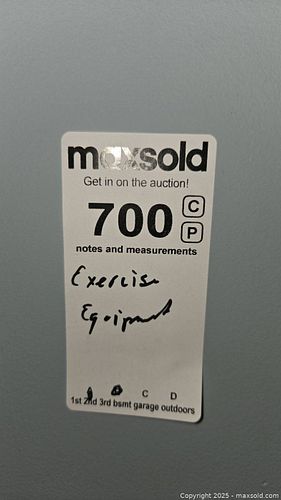 maxsold
Get in on the auction!
700 C
P
notes and measurements
Exercise
Equipment
C D
1st 2nd 3rd bsmt garage outdoors
Copyright 2025 - maxsold.com